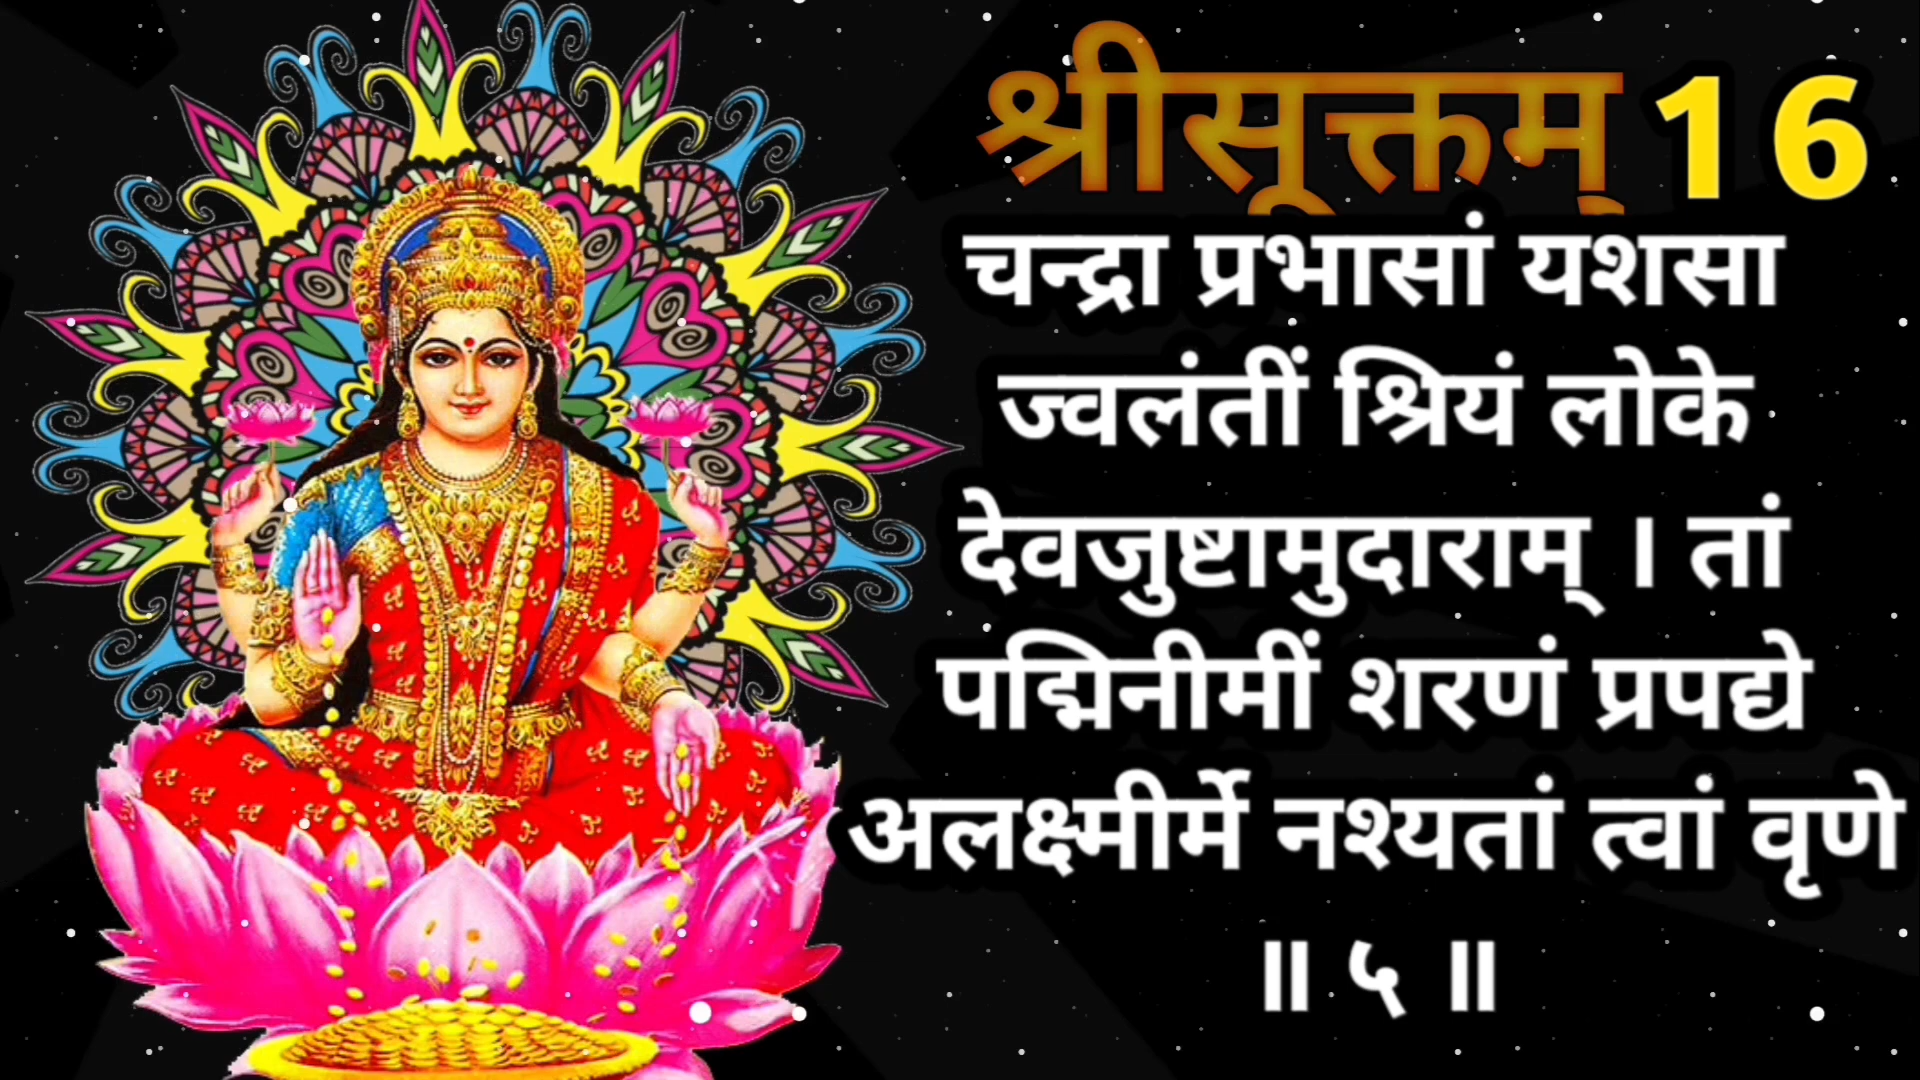 श्रीसूक्तम् 16
चन्द्रा प्रभासां यशसा
ज्वलंतीं श्रियं लोके
देवजुष्टामुदाराम् । तां
पद्मिनीमीं शरणं प्रपद्ये
अलक्ष्मीर्मे नश्यतां त्वां वृणे
॥ ५ ॥